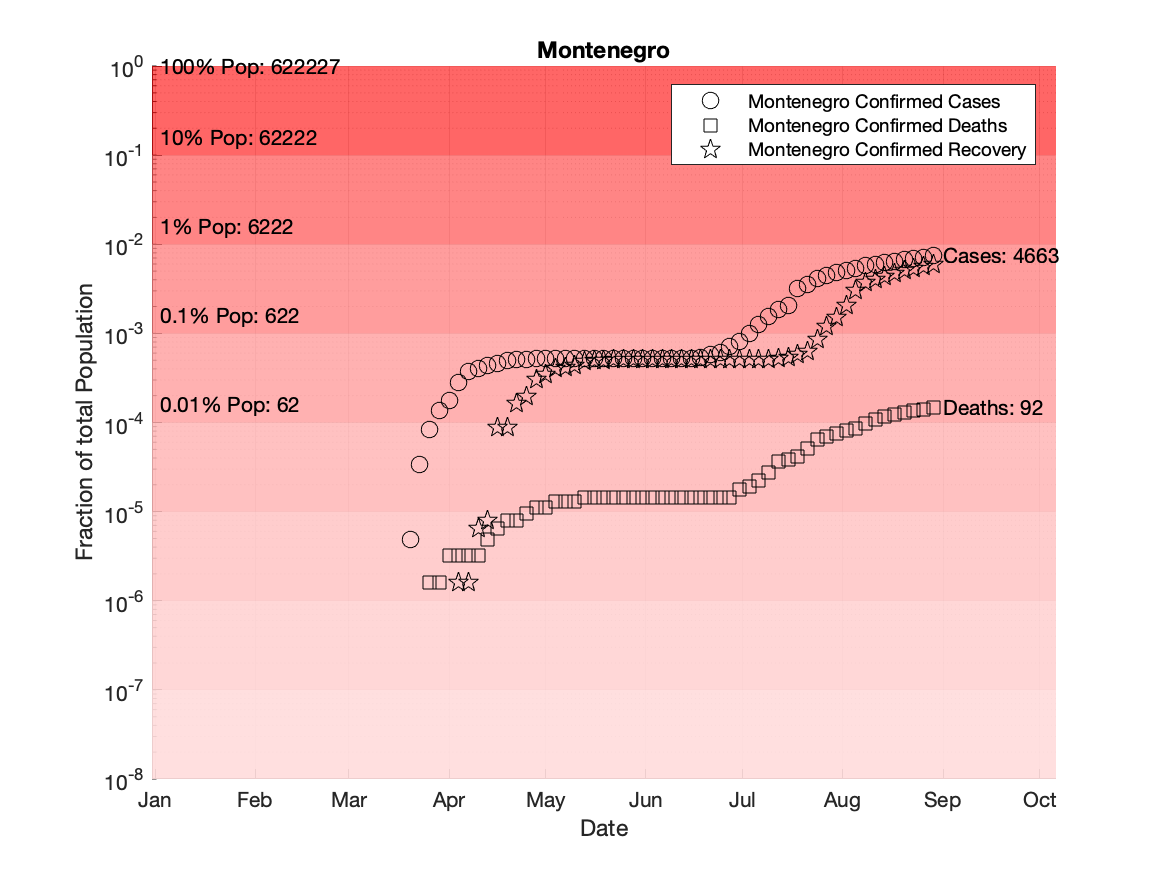 Montenegro
10^0
100% Pop: 622227
Montenegro Confirmed Cases
Montenegro Confirmed Deaths
Montenegro Confirmed Recovery
10% Pop: 62222
10^-1
1% Pop: 6222
10^-2
Cases: 4663
0.1% Pop: 622
10^-3
0.01% Pop: 62
Deaths: 92
10^-4
10^-5
10^-6
10^-7
10^-8
Fraction of total Population
Jan Feb Mar Apr May Jun Jul Aug Sep Oct
Date